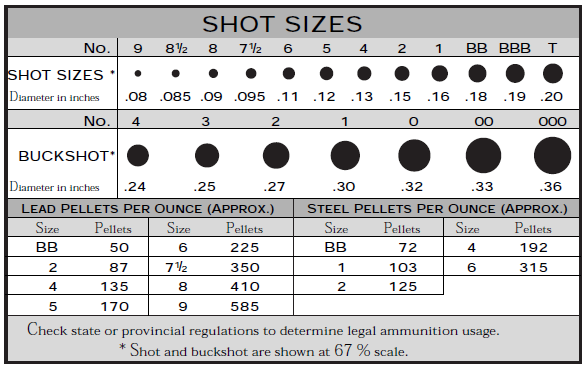 SHOT SIZES
No. 9 8½ 8 7½ 6 5 4 2 1 BB BBB T
SHOT SIZES *
Diameter in inches .08 .085 .09 .095 .11 .12 .13 .15 .16 .18 .19 .20
No. 4 3 2 1 0 00 000
BUCKSHOT*
Diameter in inches .24 .25 .27 .30 .32 .33 .36
LEAD PELLETS PER OUNCE (APPROX.) STEEL PELLETS PER OUNCE (APPROX.)
Size Pellets Size Pellets Size Pellets Size Pellets
BB 50 6 225 BB 72 4 192
2 87 7½ 350 1 103 6 315
4 135 8 410 2 125
5 170 9 585
Check state or provincial regulations to determine legal ammunition usage.
* Shot and buckshot are shown at 67 % scale.